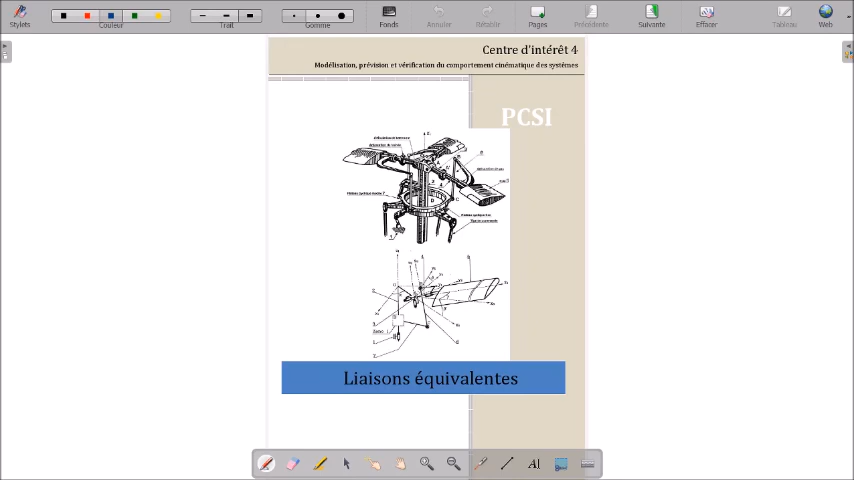 Stylets
Couleur
Trait
Gomme
Fonds
Annuler
Rétablir
Pages
Précédente
Suivante
Effacer
Tableau
Web
Centre d'intérêt 4
Modélisation, prévision et vérification du comportement cinématique des systèmes
PCSI
Liaisons équivalentes